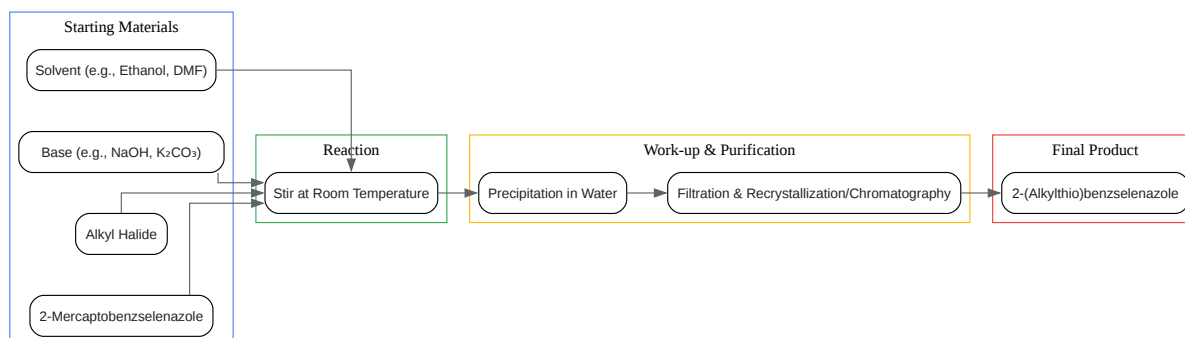 Starting Materials
Solvent (e.g., Ethanol, DMF)
Base (e.g., NaOH, K₂CO₃)
Alkyl Halide
2-Mercaptobenzselenazole
Reaction
Stir at Room Temperature
Work-up & Purification
Precipitation in Water
Filtration & Recrystallization/Chromatography
Final Product
2-(Alkylthio)benzselenazole